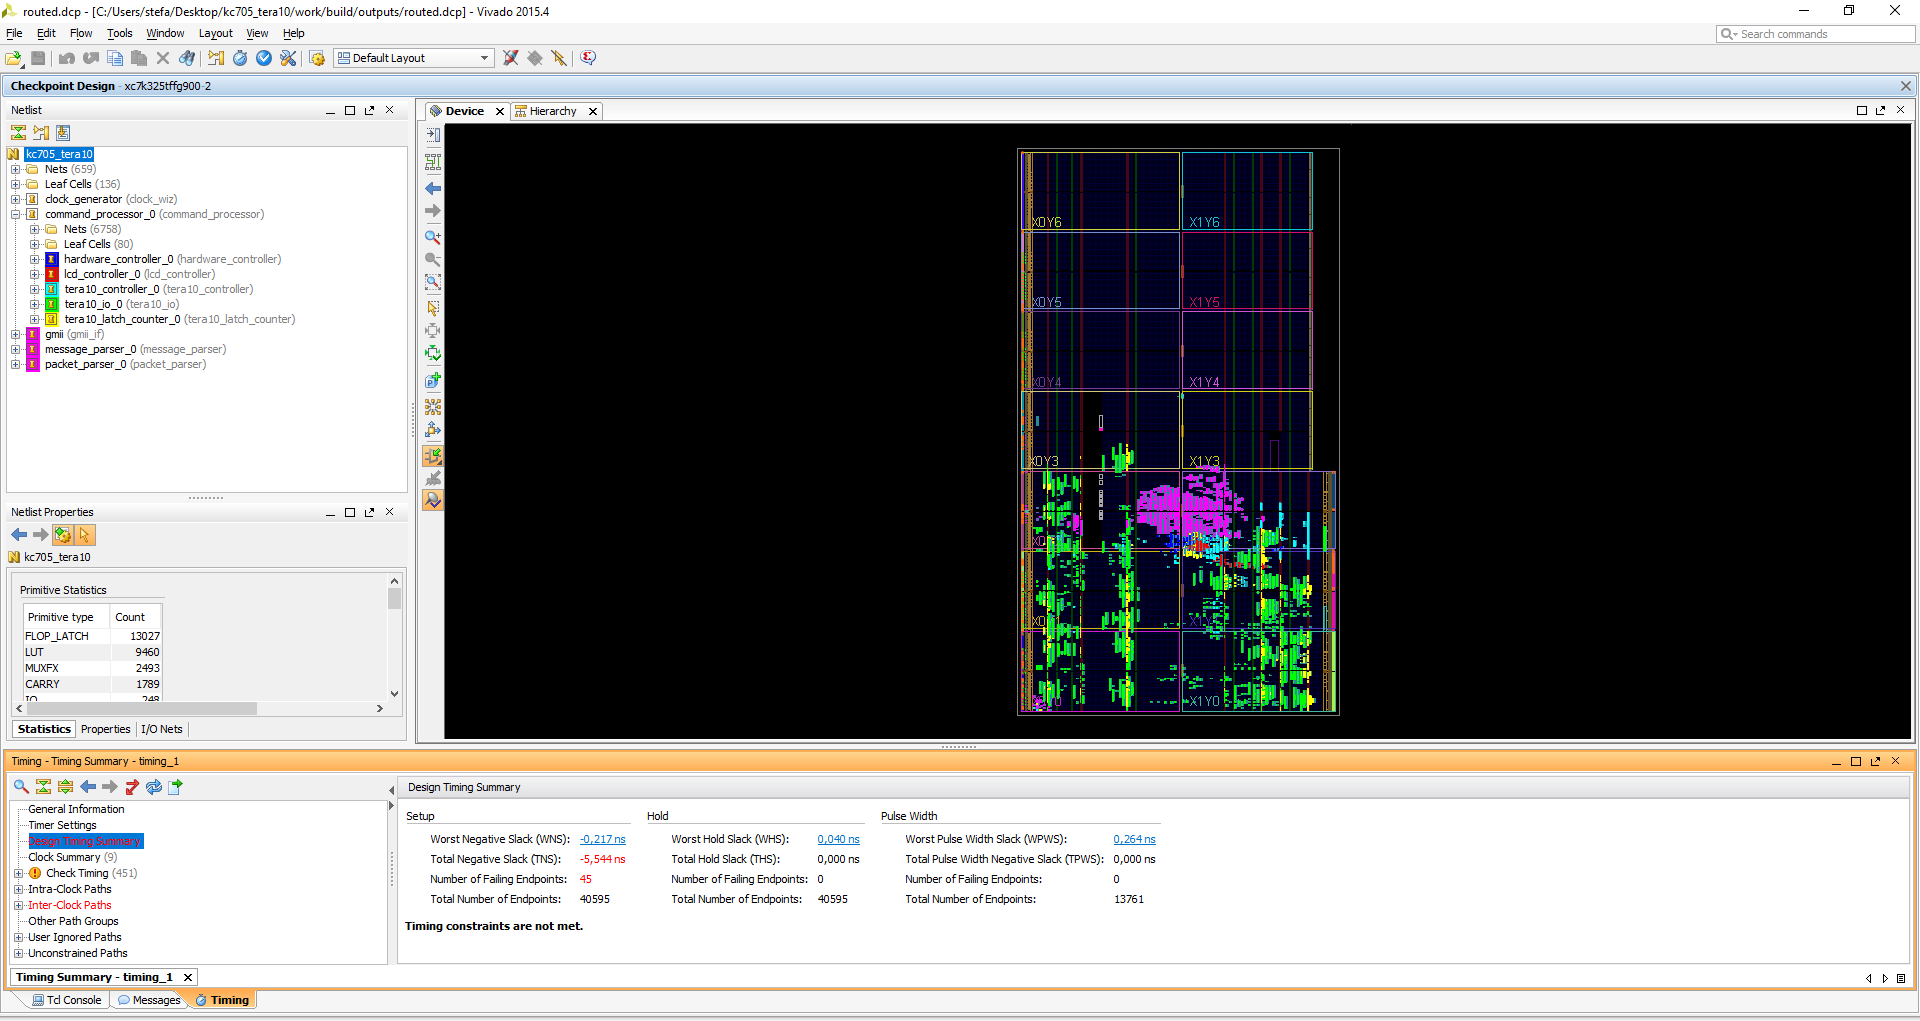 routed.dcp - [C:/Users/stefa/Desktop/kc705_tera10/work/build/outputs/routed.dcp] - Vivado 2015.4
File Edit Flow Tools Window Layout View Help
Search commands
Default Layout
Checkpoint Design - xc7k325tffg900-2
Netlist
kc705_tera10
Nets (659)
Leaf Cells (136)
clock_generator (clock_wiz)
command_processor_0 (command_processor)
Nets (6758)
Leaf Cells (80)
hardware_controller_0 (hardware_controller)
lcd_controller_0 (lcd_controller)
tera10_controller_0 (tera10_controller)
tera10_io_0 (tera10_io)
tera10_latch_counter_0 (tera10_latch_counter)
gmii (gmii_if)
message_parser_0 (message_parser)
packet_parser_0 (packet_parser)
Netlist Properties
kc705_tera10
Primitive Statistics
Primitive type Count
FLOP_LATCH 13027
LUT 9460
MUXFX 2493
CARRY 1789
IO 248
Statistics Properties I/O Nets
Device Hierarchy
X0Y6 X1Y6
X0Y5 X1Y5
X0Y4 X1Y4
X0Y3 X1Y3
X1Y0
Timing - Timing Summary - timing_1
General Information
Timer Settings
Design Timing Summary
Clock Summary (9)
Check Timing (451)
Intra-Clock Paths
Inter-Clock Paths
Other Path Groups
User Ignored Paths
Unconstrained Paths
Timing Summary - timing_1
Design Timing Summary
Setup Hold Pulse Width
Worst Negative Slack (WNS): -0,217 ns Worst Hold Slack (WHS): 0,040 ns Worst Pulse Width Slack (WPWS): 0,264 ns
Total Negative Slack (TNS): -5,544 ns Total Hold Slack (THS): 0,000 ns Total Pulse Width Negative Slack (TPWS): 0,000 ns
Number of Failing Endpoints: 45 Number of Failing Endpoints: 0 Number of Failing Endpoints: 0
Total Number of Endpoints: 40595 Total Number of Endpoints: 40595 Total Number of Endpoints: 13761
Timing constraints are not met.
Tcl Console Messages Timing